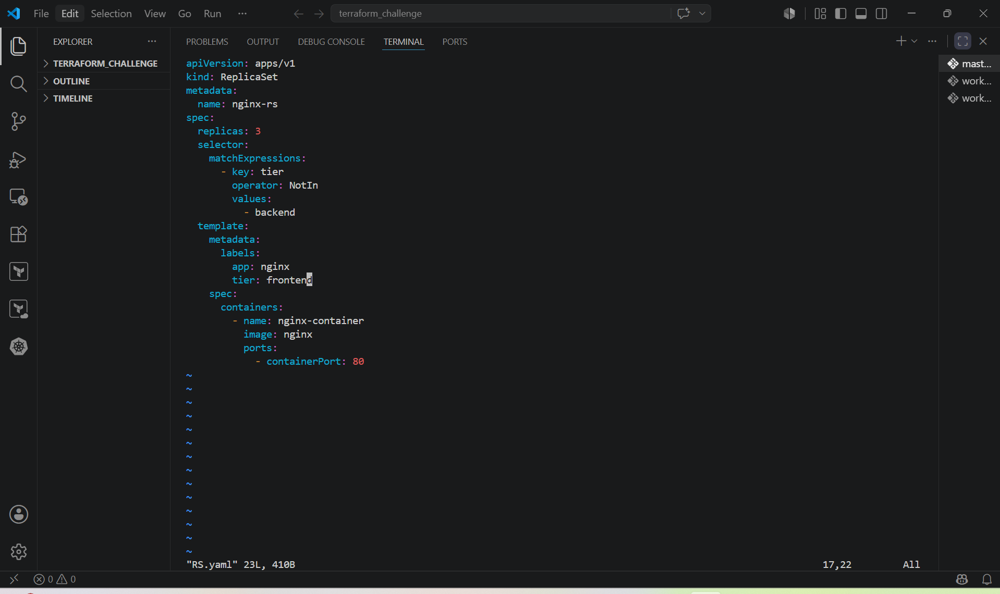 File Edit Selection View Go Run ··· terraform_challenge
EXPLORER ··· PROBLEMS OUTPUT DEBUG CONSOLE TERMINAL PORTS ···
TERRAFORM_CHALLENGE
OUTLINE
TIMELINE
apiVersion: apps/v1
kind: ReplicaSet
metadata:
  name: nginx-rs
spec:
  replicas: 3
  selector:
    matchExpressions:
      - key: tier
        operator: NotIn
        values:
          - backend
  template:
    metadata:
      labels:
        app: nginx
        tier: frontend
    spec:
      containers:
        - name: nginx-container
          image: nginx
          ports:
            - containerPort: 80
~
~
~
~
~
~
~
~
~
~
~
~
~
~
"RS.yaml" 23L, 410B 17,22 All
mast...
work...
work...
0 0